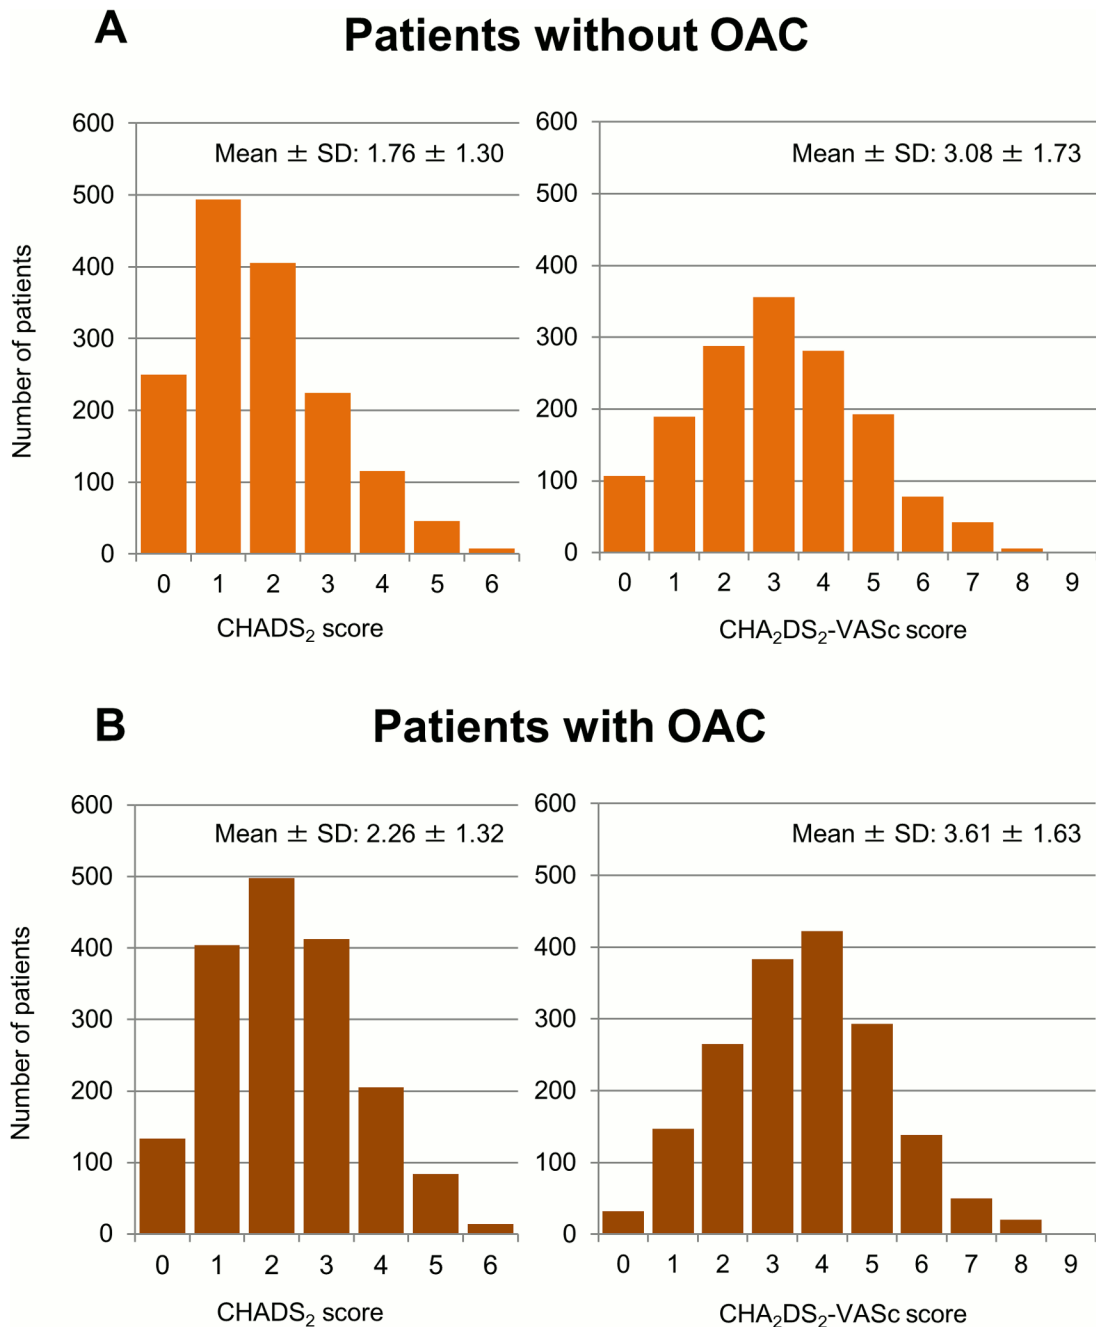 A
Patients without OAC
Number of patients
600
500
400
300
200
100
0
Mean ± SD: 1.76 ± 1.30
0 1 2 3 4 5 6
CHADS₂ score
600
500
400
300
200
100
0
Mean ± SD: 3.08 ± 1.73
0 1 2 3 4 5 6 7 8 9
CHA₂DS₂-VASc score
B
Patients with OAC
Number of patients
600
500
400
300
200
100
0
Mean ± SD: 2.26 ± 1.32
0 1 2 3 4 5 6
CHADS₂ score
600
500
400
300
200
100
0
Mean ± SD: 3.61 ± 1.63
0 1 2 3 4 5 6 7 8 9
CHA₂DS₂-VASc score